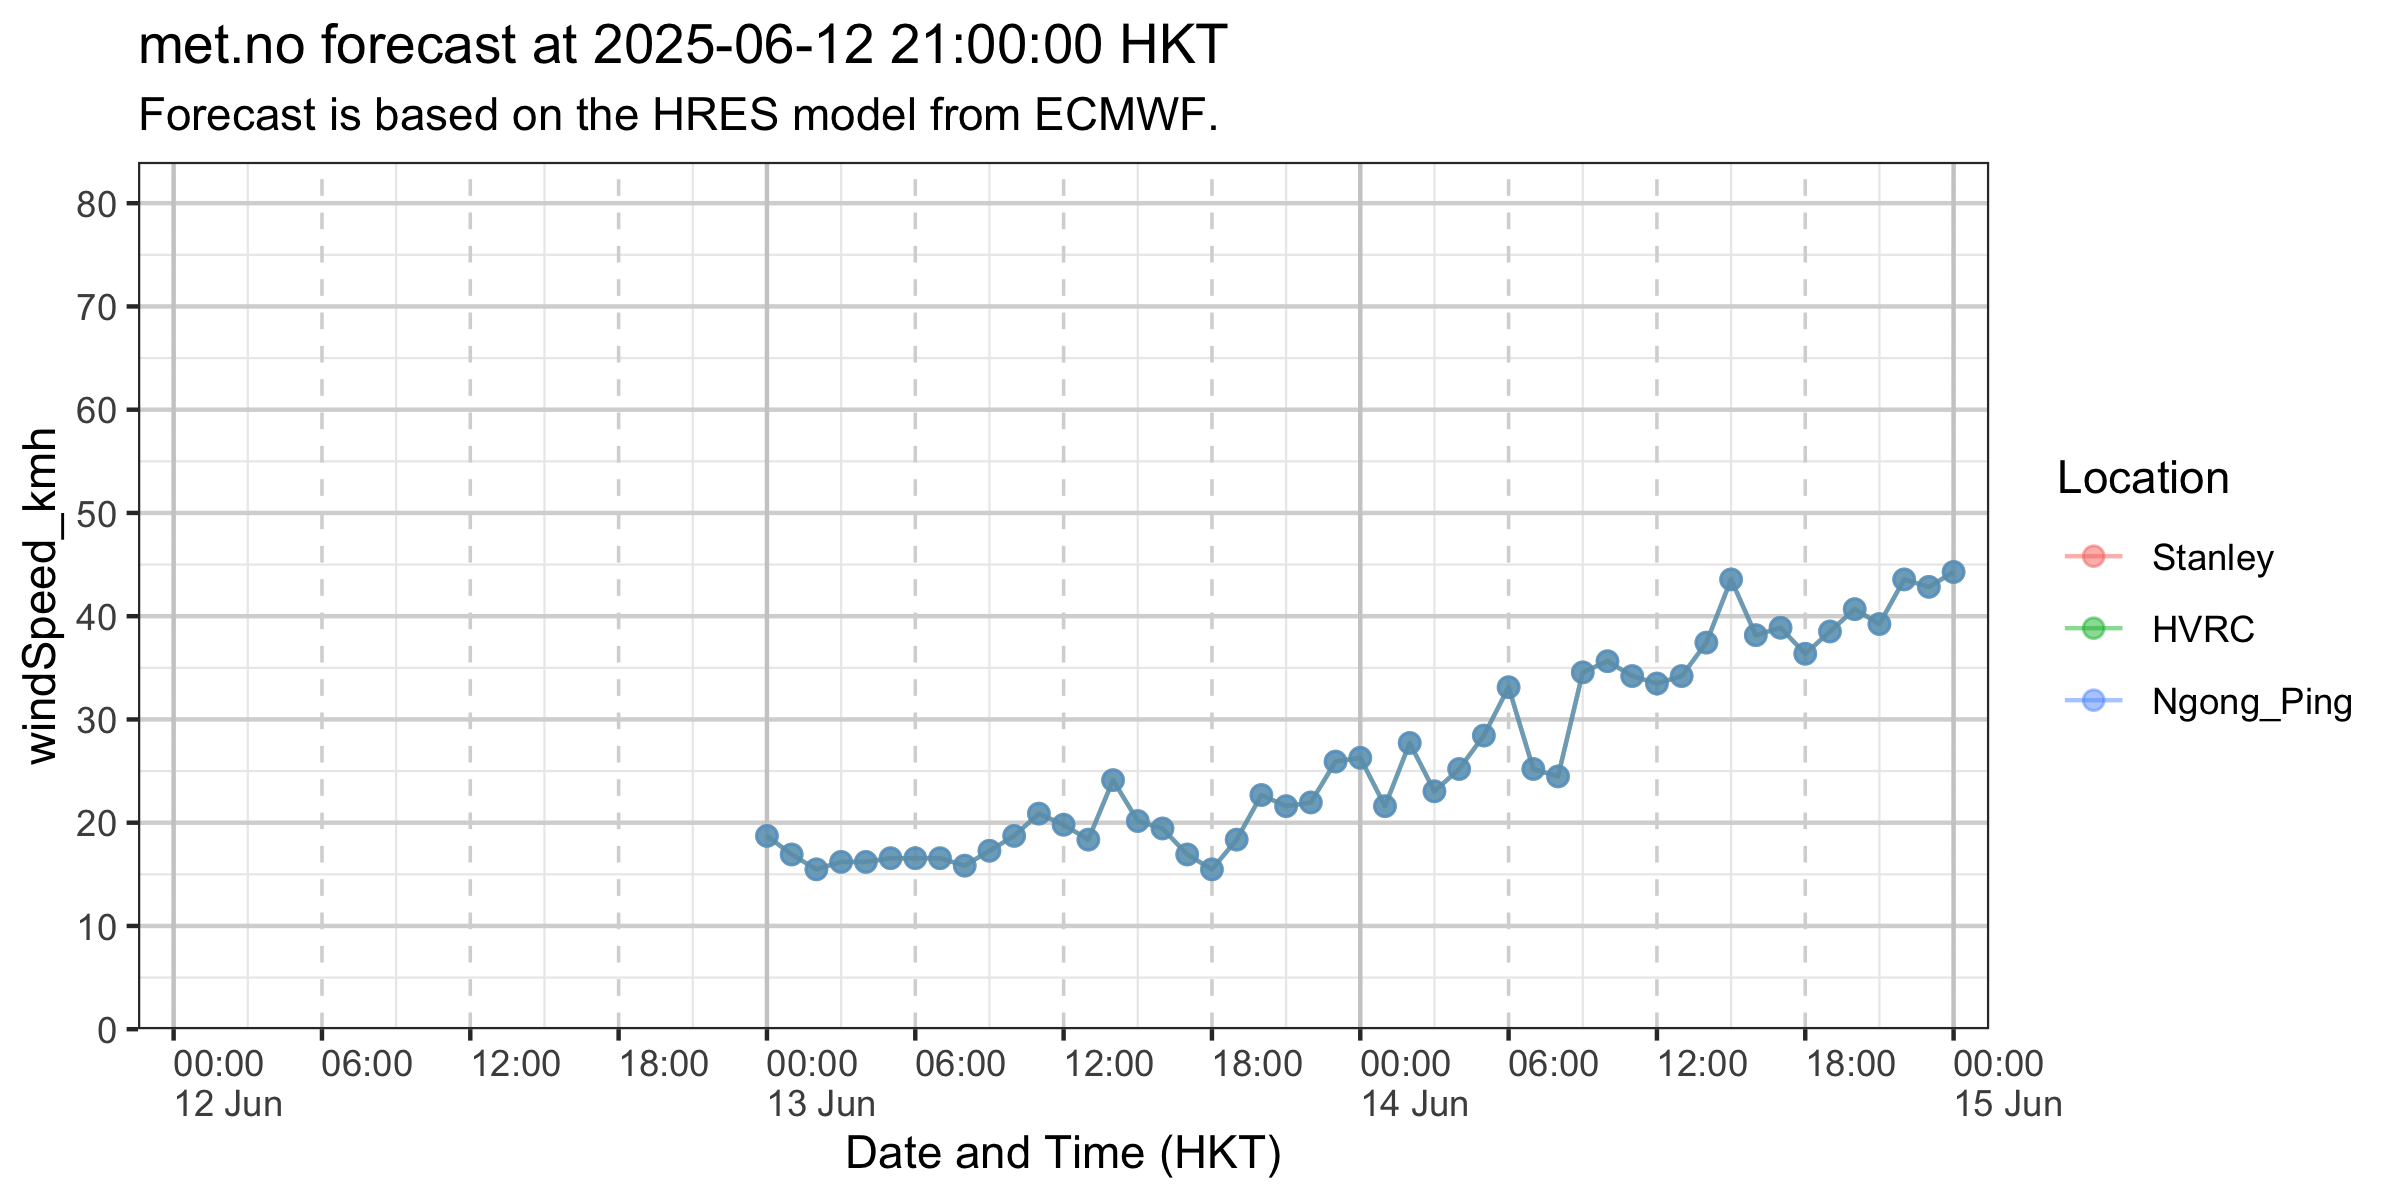 met.no forecast at 2025-06-12 21:00:00 HKT
Forecast is based on the HRES model from ECMWF.
windSpeed_kmh
80
70
60
50
40
30
20
10
0
00:00 06:00 12:00 18:00 00:00 06:00 12:00 18:00 00:00 06:00 12:00 18:00 00:00
12 Jun 13 Jun 14 Jun 15 Jun
Date and Time (HKT)
Location
Stanley
HVRC
Ngong_Ping